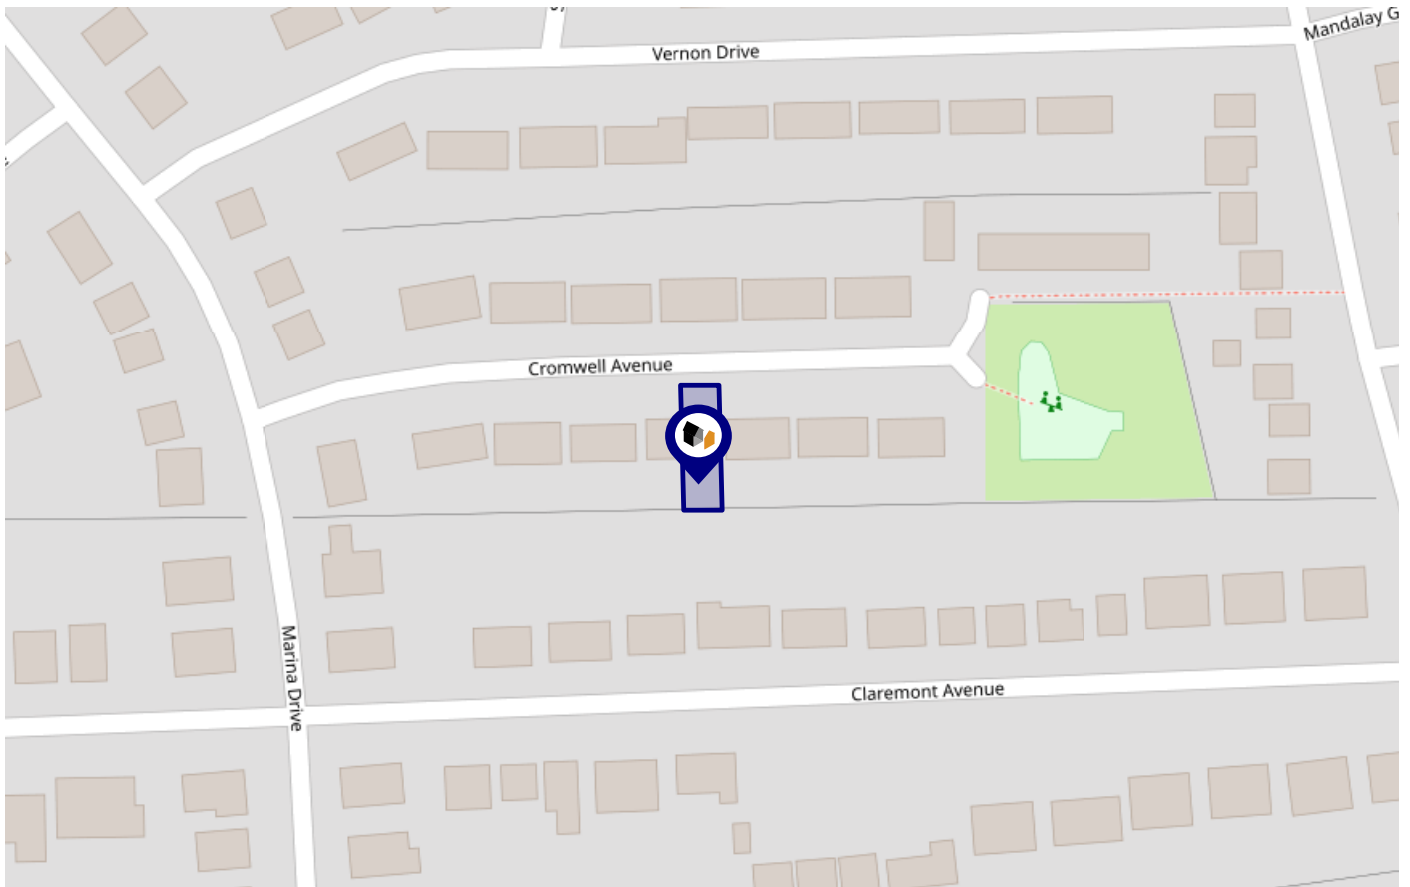 Mandalay G
Vernon Drive
Cromwell Avenue
Marina Drive
Claremont Avenue